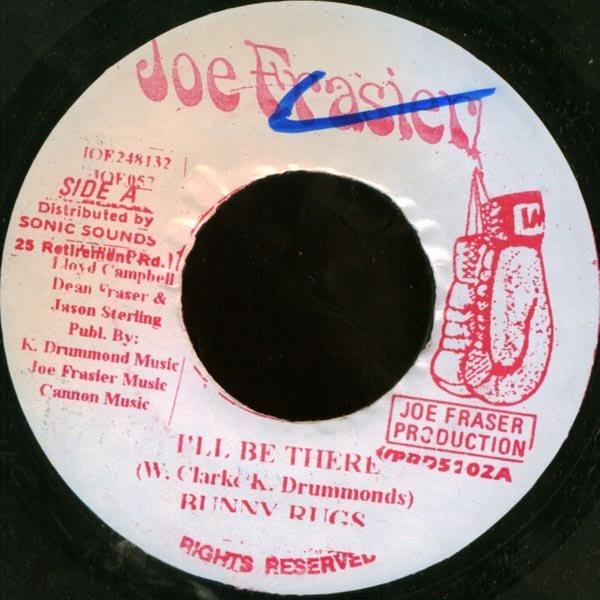 Joe Frasier
JOE248132
JOE057
SIDE A
Distributed by
SONIC SOUNDS
25 Retirement Rd.
Lloyd Campbell
Dean Fraser &
Jason Sterling
Publ. By:
K. Drummond Music
Joe Frasier Music
Cannon Music
W
JOE FRASER
PRODUCTION
I'LL BE THERE
(W. Clarke K. Drummonds)
BUNNY RUGS
RIGHTS RESERVED